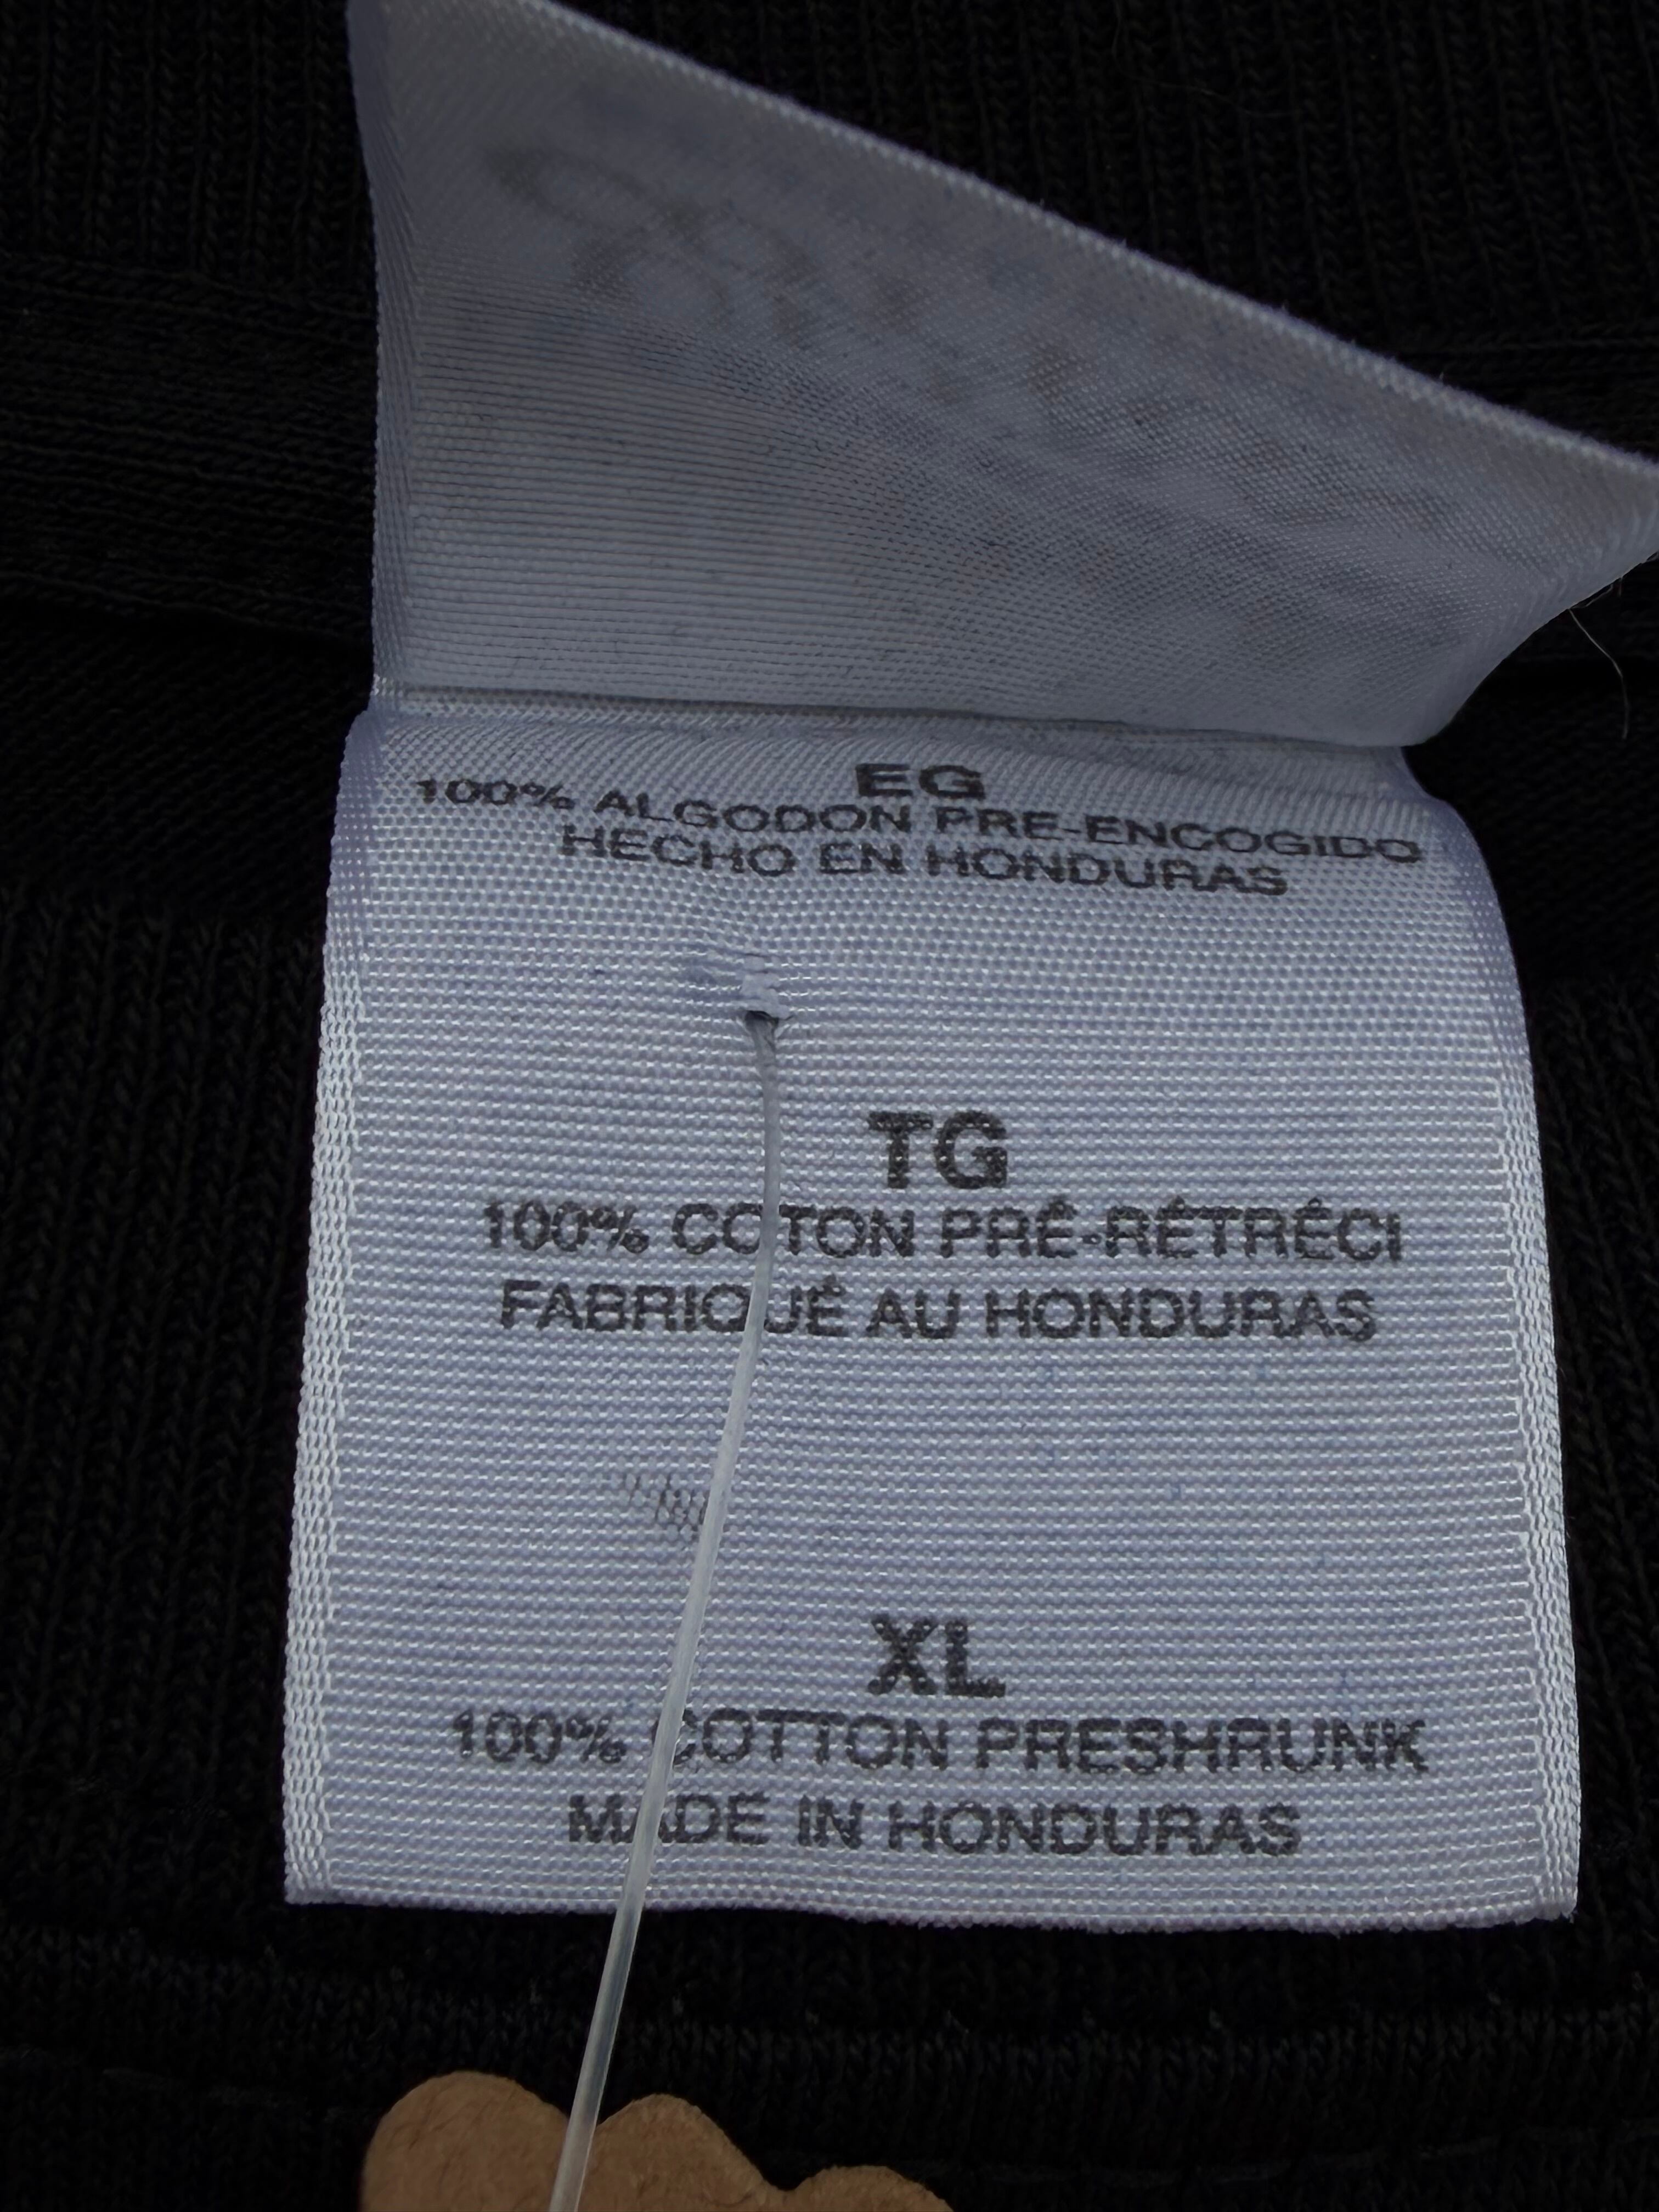 EG
100% ALGODON PRE-ENCOGIDO
HECHO EN HONDURAS
TG
100% COTON PRÉ-RÉTRÉCI
FABRIQUÉ AU HONDURAS
XL
100% COTTON PRESHRUNK
MADE IN HONDURAS